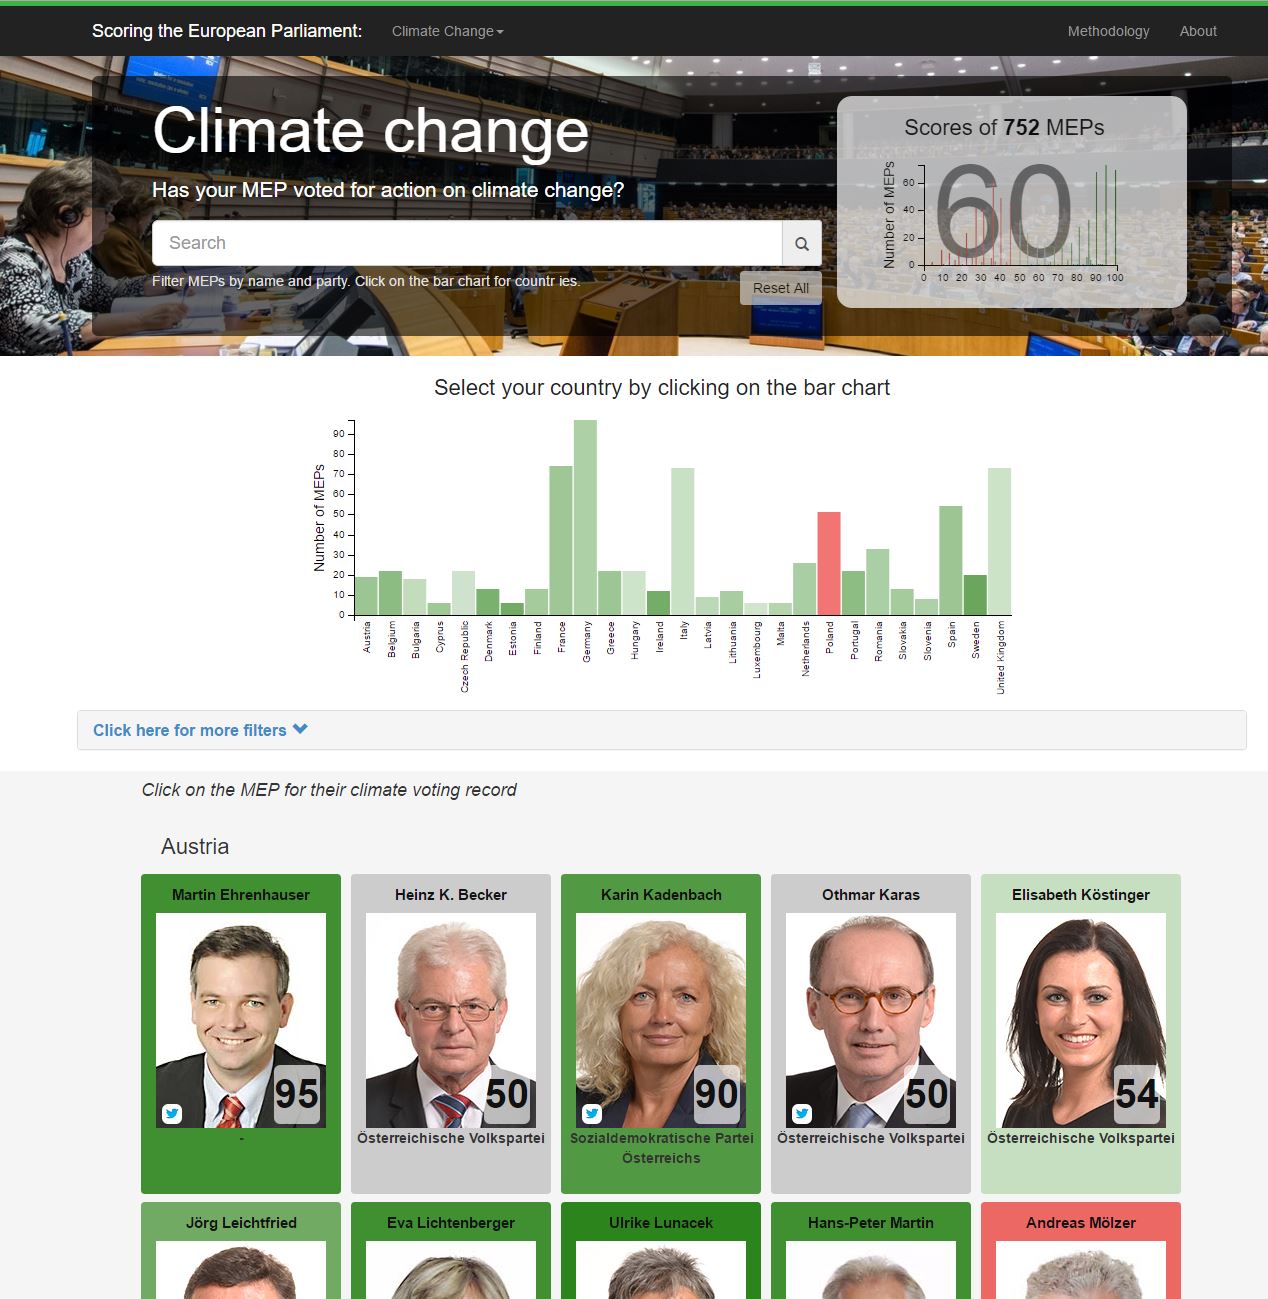 Scoring the European Parliament:
Climate Change
Methodology
About
Climate change
Has your MEP voted for action on climate change?
Search
Filter MEPs by name and party. Click on the bar chart for countr ies.
Reset All
Scores of 752 MEPs
60
Number of MEPs
60
40
20
0
0 10 20 30 40 50 60 70 80 90 100
Select your country by clicking on the bar chart
Number of MEPs
90
80
70
60
50
40
30
20
10
0
Austria
Belgium
Bulgaria
Cyprus
Czech Republic
Denmark
Estonia
Finland
France
Germany
Greece
Hungary
Ireland
Italy
Latvia
Lithuania
Luxembourg
Malta
Netherlands
Poland
Portugal
Romania
Slovakia
Slovenia
Spain
Sweden
United Kingdom
Click here for more filters
Click on the MEP for their climate voting record
Austria
Martin Ehrenhauser
95
-
Heinz K. Becker
50
Österreichische Volkspartei
Karin Kadenbach
90
Sozialdemokratische Partei
Österreichs
Othmar Karas
50
Österreichische Volkspartei
Elisabeth Köstinger
54
Österreichische Volkspartei
Jörg Leichtfried
Eva Lichtenberger
Ulrike Lunacek
Hans-Peter Martin
Andreas Mölzer